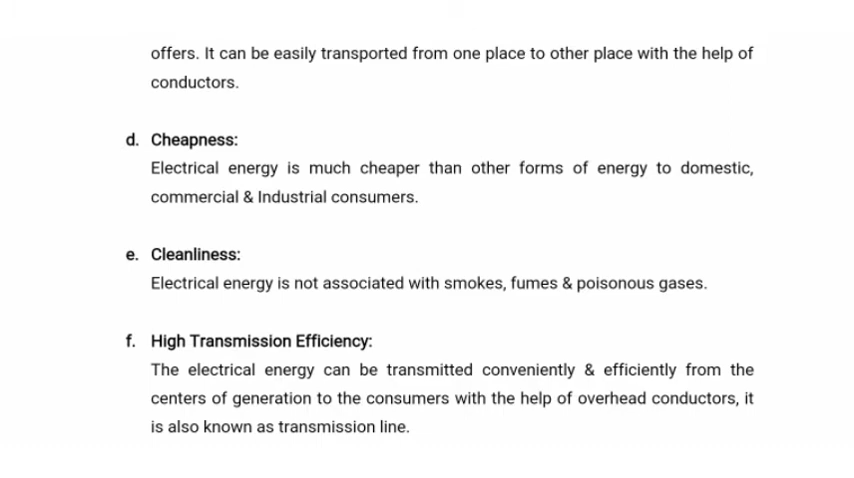 offers. It can be easily transported from one place to other place with the help of
conductors.
d. Cheapness:
Electrical energy is much cheaper than other forms of energy to domestic,
commercial & Industrial consumers.
e. Cleanliness:
Electrical energy is not associated with smokes, fumes & poisonous gases.
f. High Transmission Efficiency:
The electrical energy can be transmitted conveniently & efficiently from the
centers of generation to the consumers with the help of overhead conductors, it
is also known as transmission line.